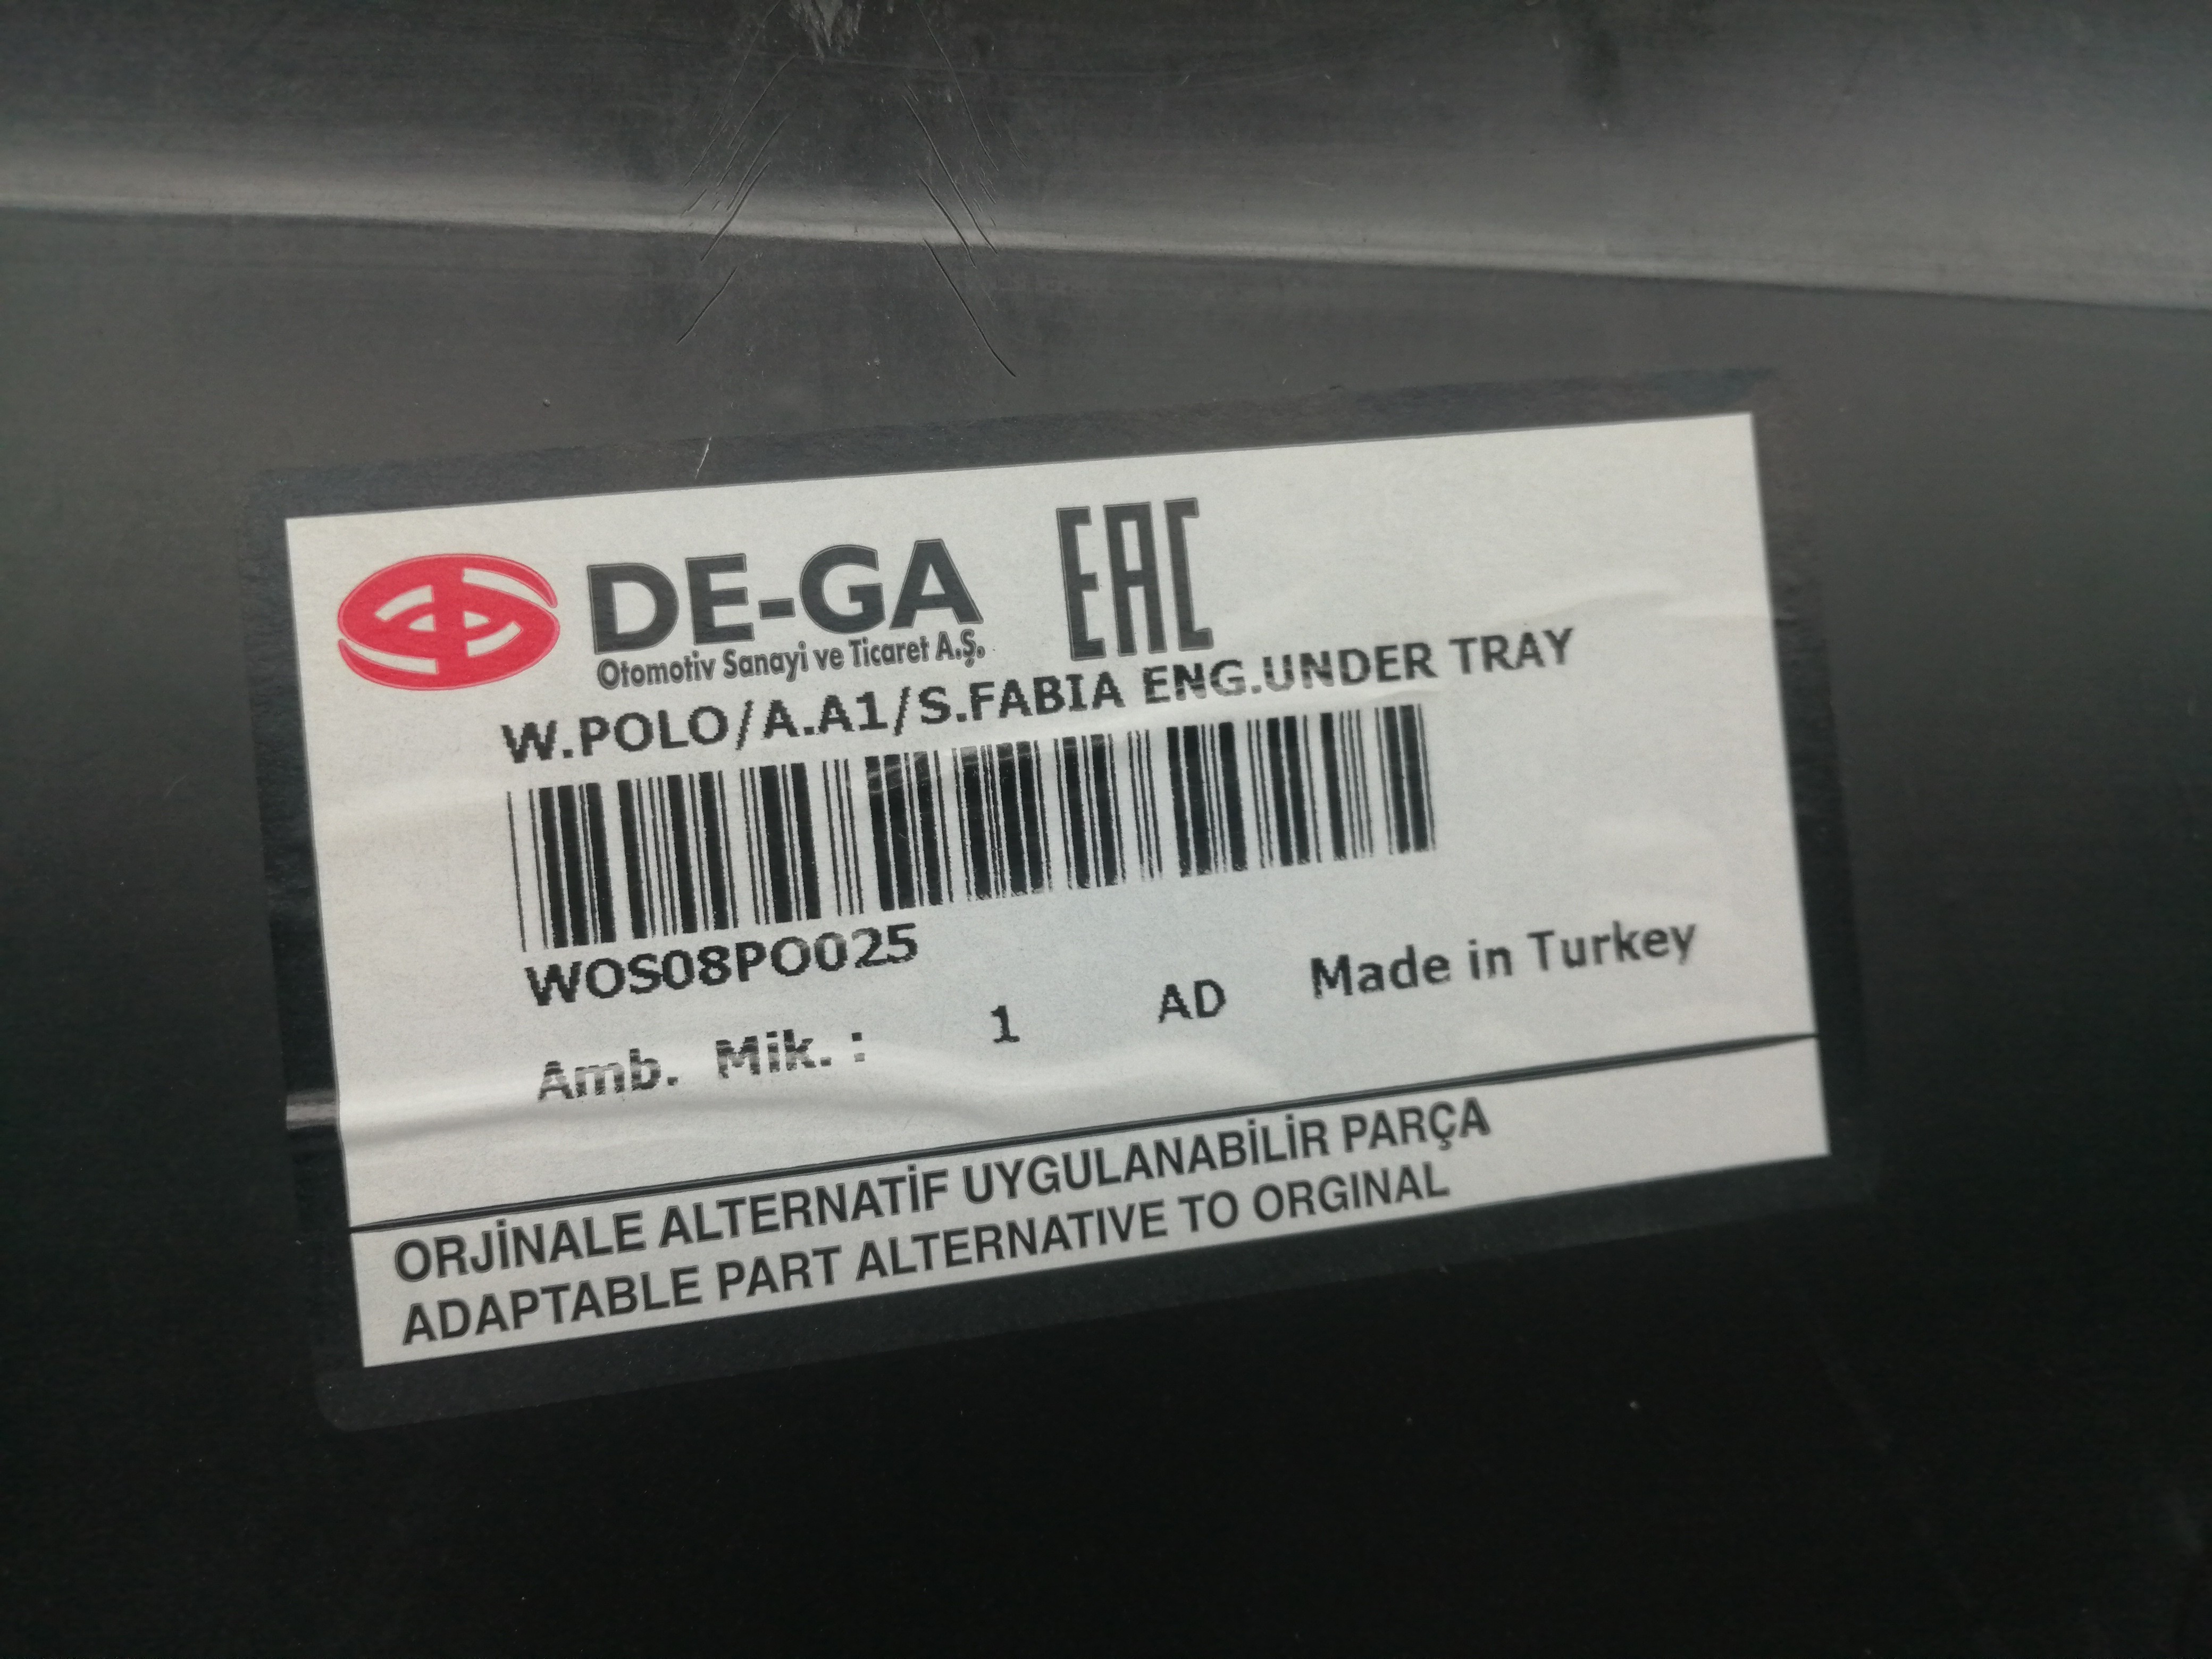 DE-GA EAC
Otomotiv Sanayi ve Ticaret A.Ş.
W.POLO/A.A1/S.FABIA ENG.UNDER TRAY
WOS08PO025
Amb. Mik. : 1 AD Made in Turkey
ORJİNALE ALTERNATİF UYGULANABİLİR PARÇA
ADAPTABLE PART ALTERNATIVE TO ORGINAL